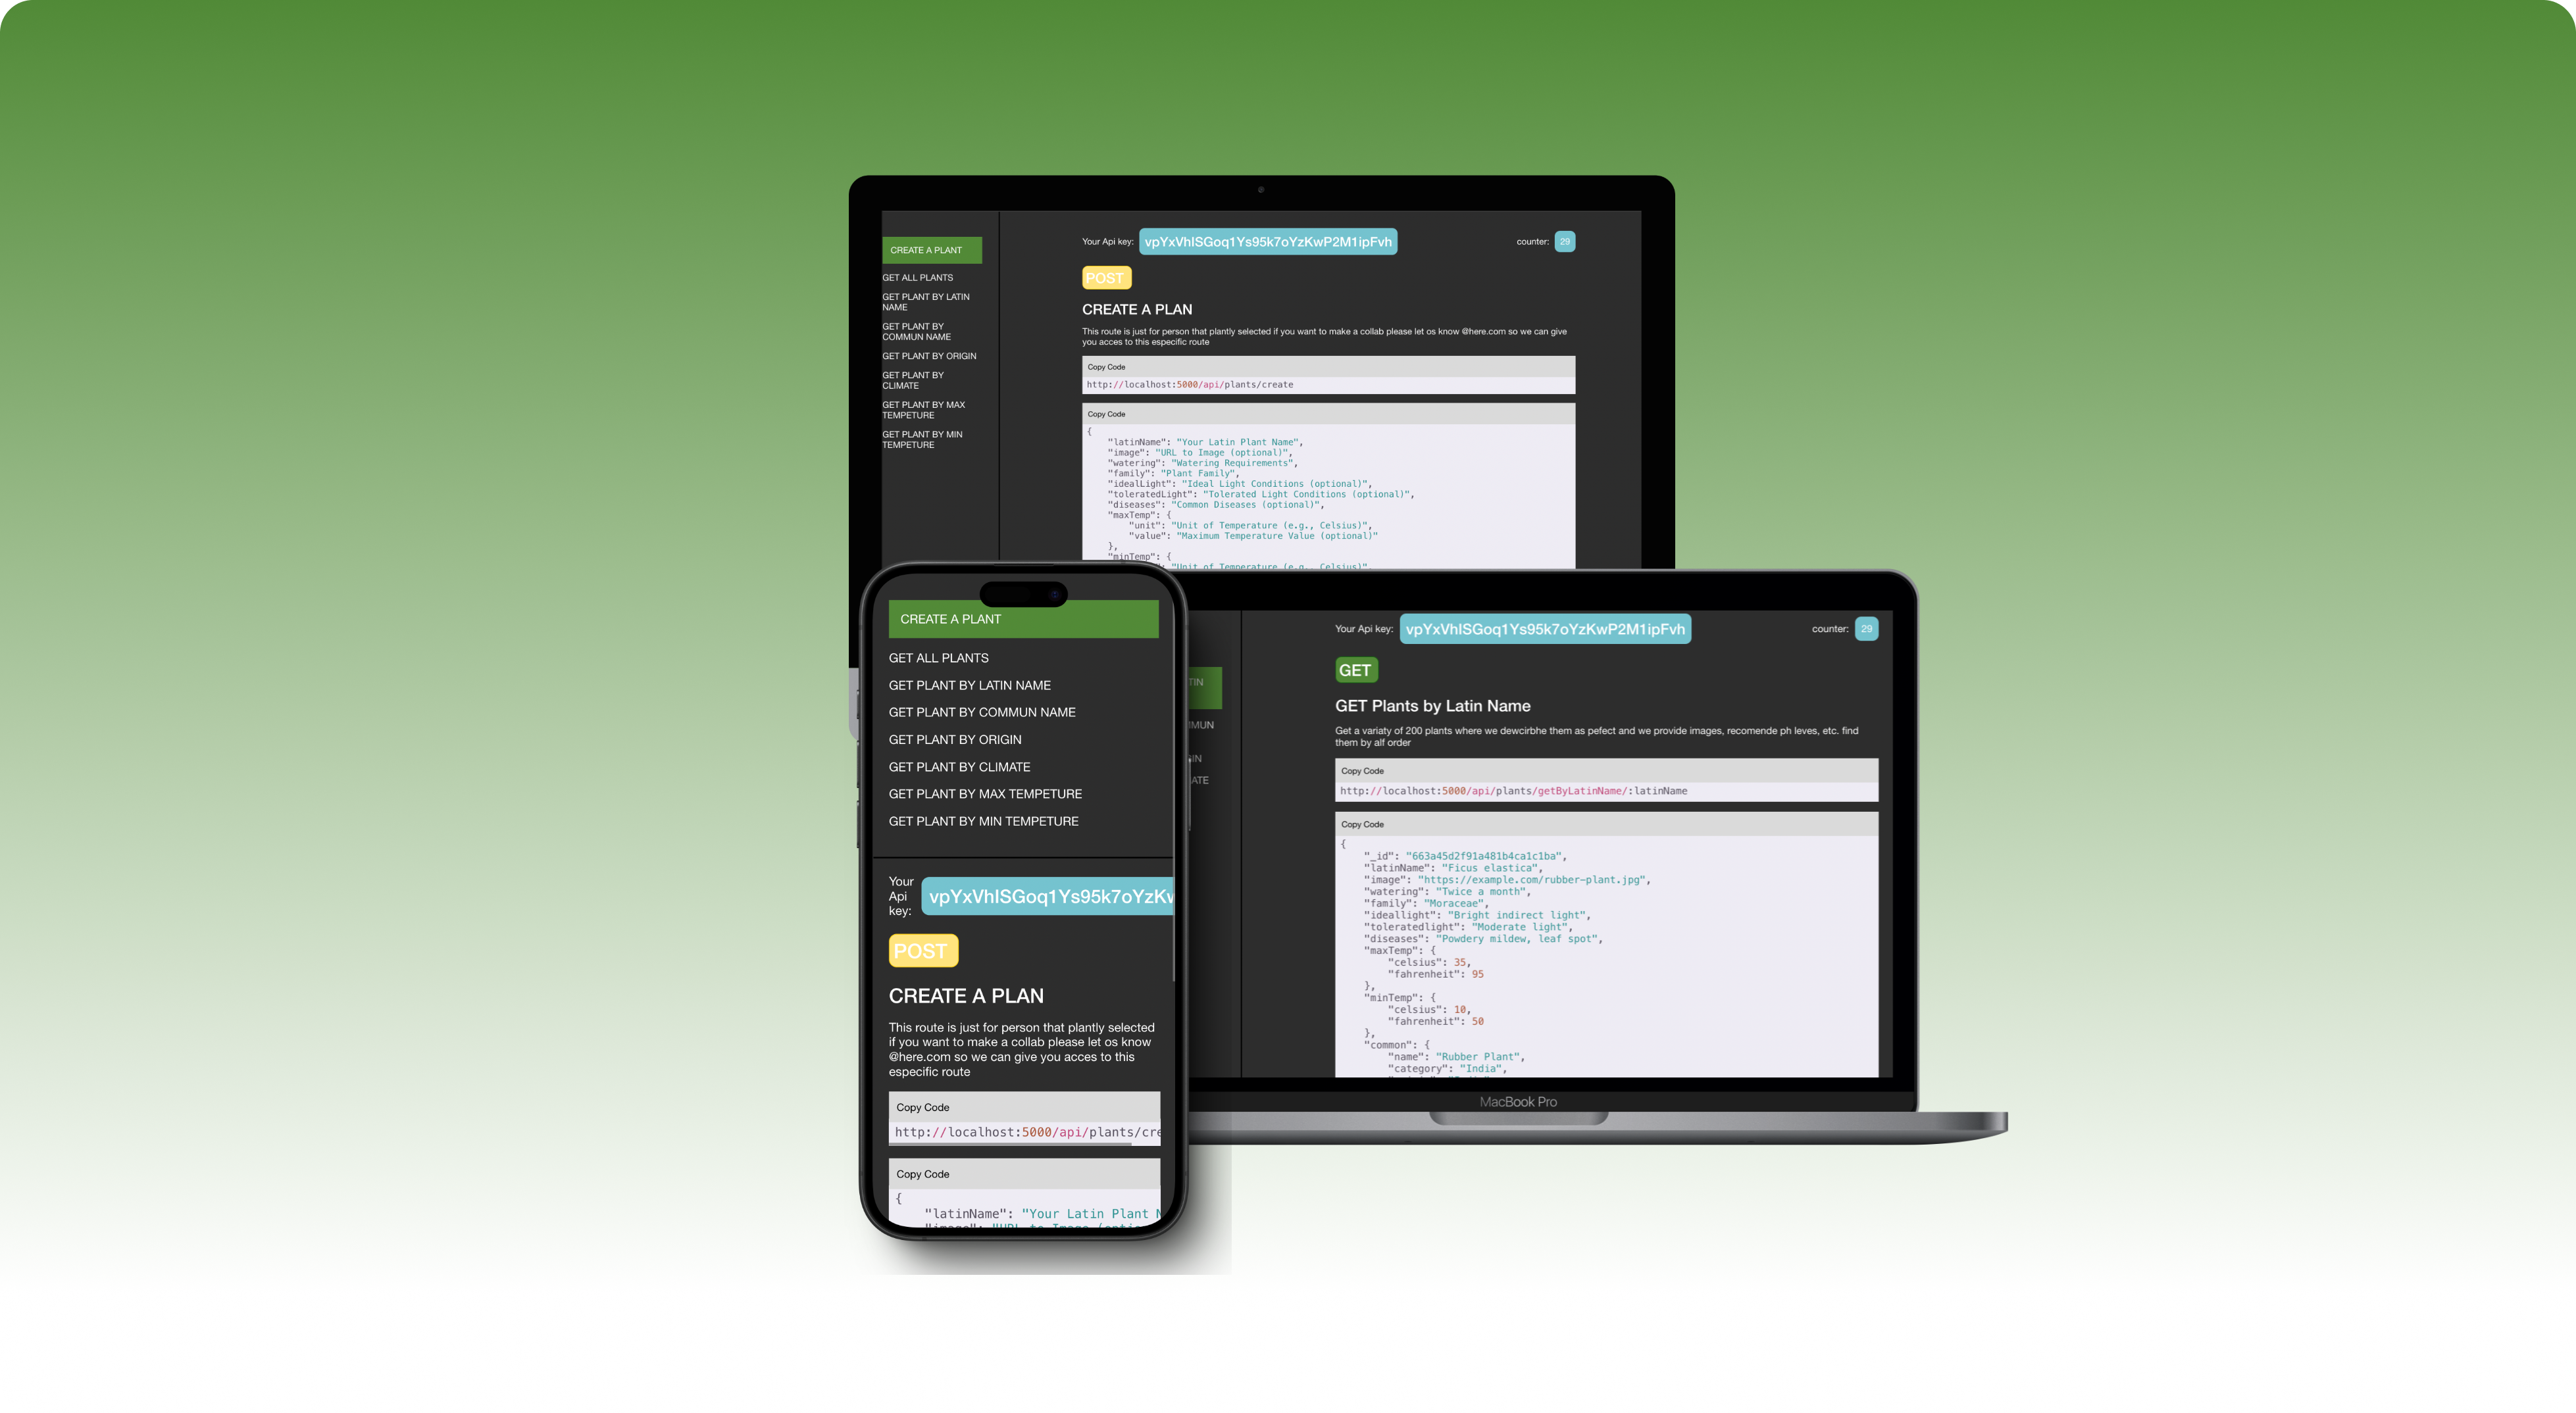 CREATE A PLANT
GET ALL PLANTS
GET PLANT BY LATIN
NAME
GET PLANT BY
COMMUN NAME
GET PLANT BY ORIGIN
GET PLANT BY
CLIMATE
GET PLANT BY MAX
TEMPETURE
GET PLANT BY MIN
TEMPETURE
Your Api key: vpYxVhISGoq1Ys95k7oYzKwP2M1ipFvh counter: 29
POST
CREATE A PLAN
This route is just for person that plantly selected if you want to make a collab please let os know @here.com so we can give
you acces to this especific route
Copy Code
http://localhost:5000/api/plants/create
Copy Code
{
"latinName": "Your Latin Plant Name",
"image": "URL to Image (optional)",
"watering": "Watering Requirements",
"family": "Plant Family",
"idealLight": "Ideal Light Conditions (optional)",
"toleratedLight": "Tolerated Light Conditions (optional)",
"diseases": "Common Diseases (optional)",
"maxTemp": {
"unit": "Unit of Temperature (e.g., Celsius)",
"value": "Maximum Temperature Value (optional)"
},
"minTemp": {
"Unit of Temperature (e.g., Celsius)",
CREATE A PLANT
GET ALL PLANTS
GET PLANT BY LATIN NAME
GET PLANT BY COMMUN NAME
GET PLANT BY ORIGIN
GET PLANT BY CLIMATE
GET PLANT BY MAX TEMPETURE
GET PLANT BY MIN TEMPETURE
Your
Api
key:
vpYxVhISGoq1Ys95k7oYzKw
POST
CREATE A PLAN
This route is just for person that plantly selected
if you want to make a collab please let os know
@here.com so we can give you acces to this
especific route
Copy Code
http://localhost:5000/api/plants/cre
Copy Code
{
"latinName": "Your Latin Plant N
"image": "URL to Image (optio
TIN
MUN
IN
ATE
Your Api key: vpYxVhISGoq1Ys95k7oYzKwP2M1ipFvh counter: 29
GET
GET Plants by Latin Name
Get a variaty of 200 plants where we dewcirbhe them as pefect and we provide images, recomende ph leves, etc. find
them by alf order
Copy Code
http://localhost:5000/api/plants/getByLatinName/:latinName
Copy Code
{
"_id": "663a45d2f91a481b4ca1c1ba",
"latinName": "Ficus elastica",
"image": "https://example.com/rubber-plant.jpg",
"watering": "Twice a month",
"family": "Moraceae",
"ideallight": "Bright indirect light",
"toleratedlight": "Moderate light",
"diseases": "Powdery mildew, leaf spot",
"maxTemp": {
"celsius": 35,
"fahrenheit": 95
},
"minTemp": {
"celsius": 10,
"fahrenheit": 50
},
"common": {
"name": "Rubber Plant",
"category": "India",
MacBook Pro